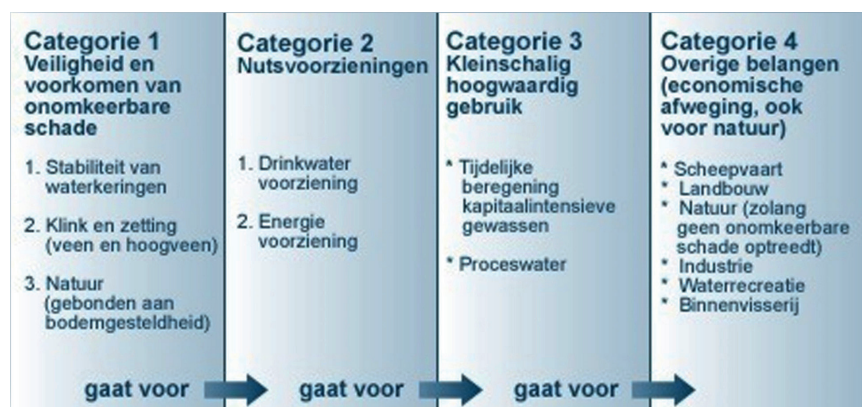 Categorie 1
Veiligheid en
voorkomen van
onomkeerbare
schade
1. Stabiliteit van
waterkeringen
2. Klink en zetting
(veen en hoogveen)
3. Natuur
(gebonden aan
bodemgesteldheid)
gaat voor
Categorie 2
Nutsvoorzieningen
1. Drinkwater
voorziening
2. Energie
voorziening
gaat voor
Categorie 3
Kleinschalig
hoogwaardig
gebruik
* Tijdelijke
beregening
kapitaalintensieve
gewassen
* Proceswater
gaat voor
Categorie 4
Overige belangen
(economische
afweging, ook
voor natuur)
* Scheepvaart
* Landbouw
* Natuur (zolang
geen onomkeerbare
schade optreedt)
* Industrie
* Waterrecreatie
* Binnenvisserij